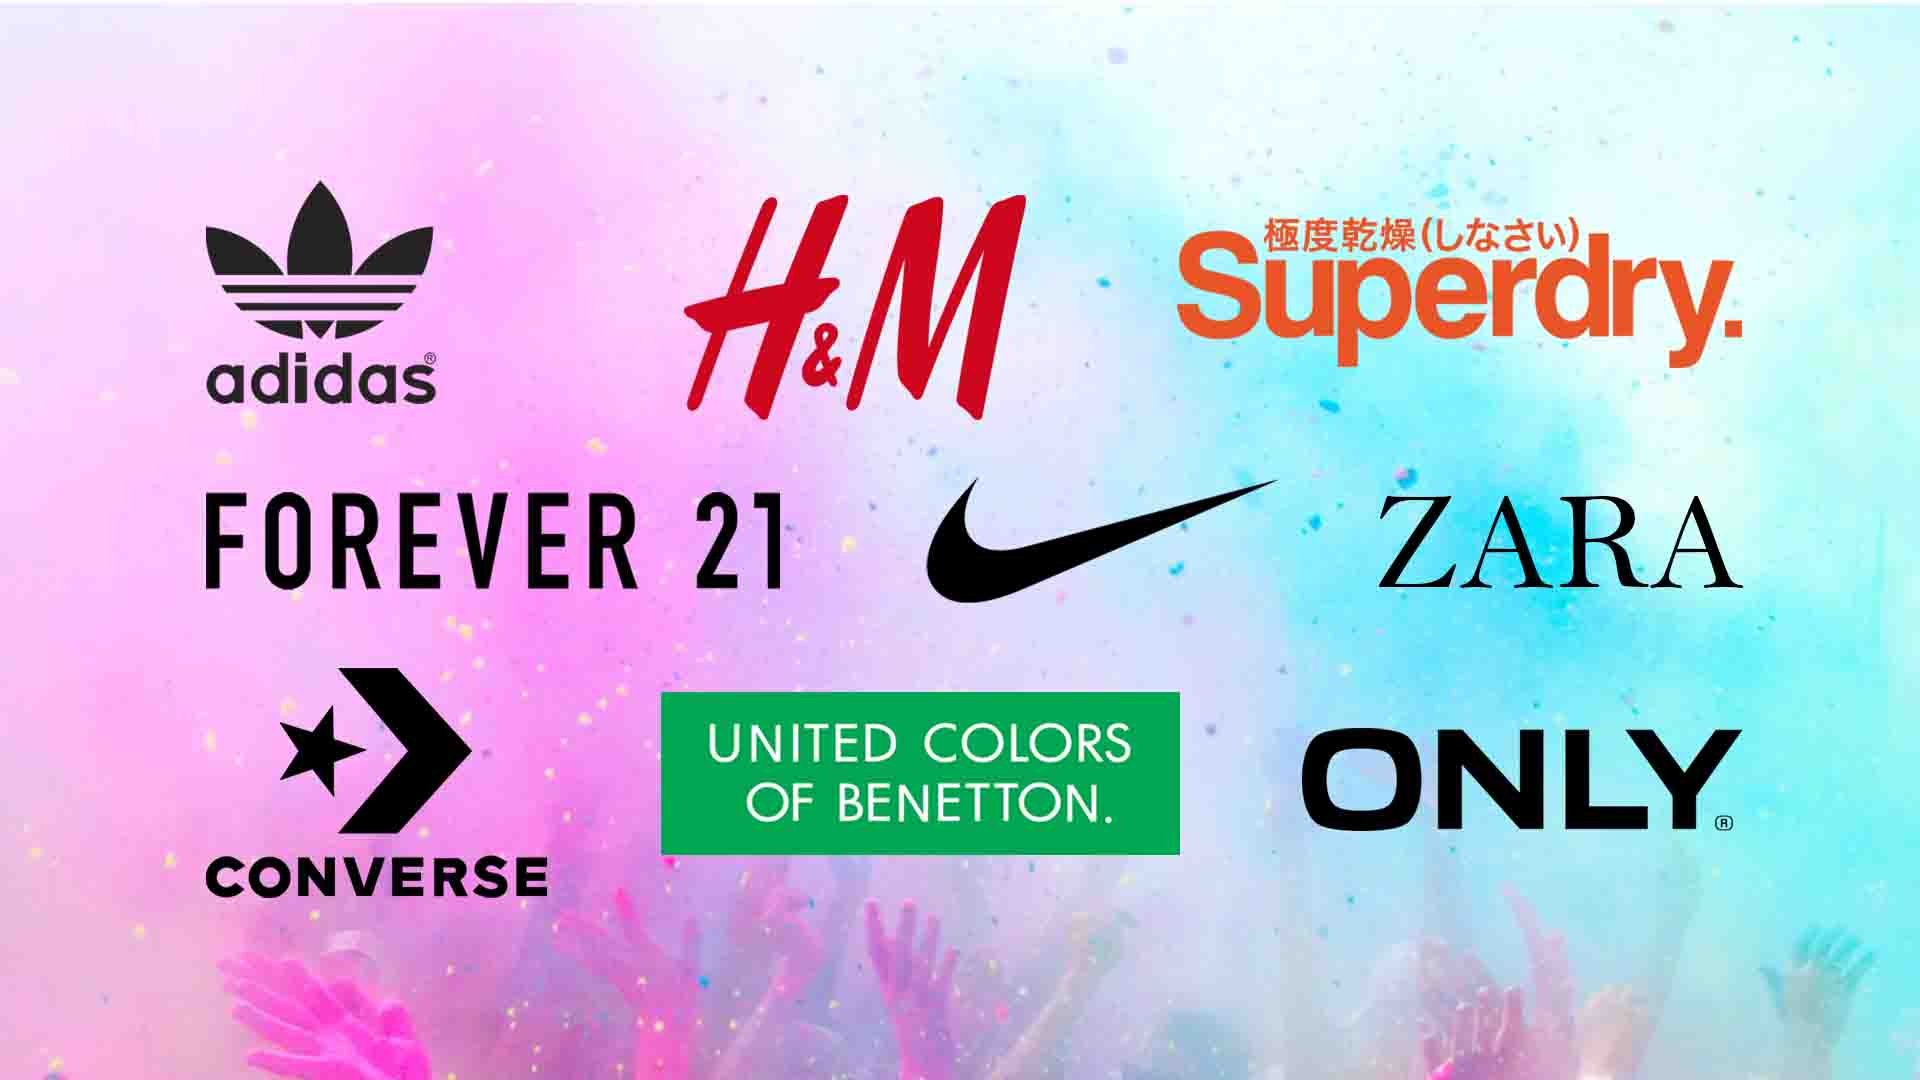 adidas®
H&M
極度乾燥(しなさい)
Superdry.
FOREVER 21
ZARA
CONVERSE
UNITED COLORS
OF BENETTON.
ONLY®